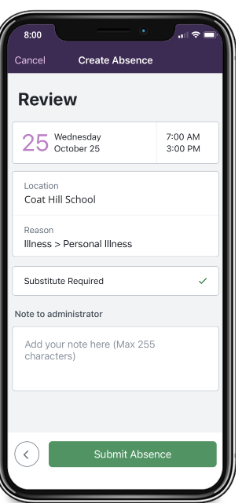 8:00
Cancel Create Absence
Review
25 Wednesday 7:00 AM
October 25 3:00 PM
Location
Coat Hill School
Reason
Illness > Personal Illness
Substitute Required
Note to administrator
Add your note here (Max 255
characters)
Submit Absence